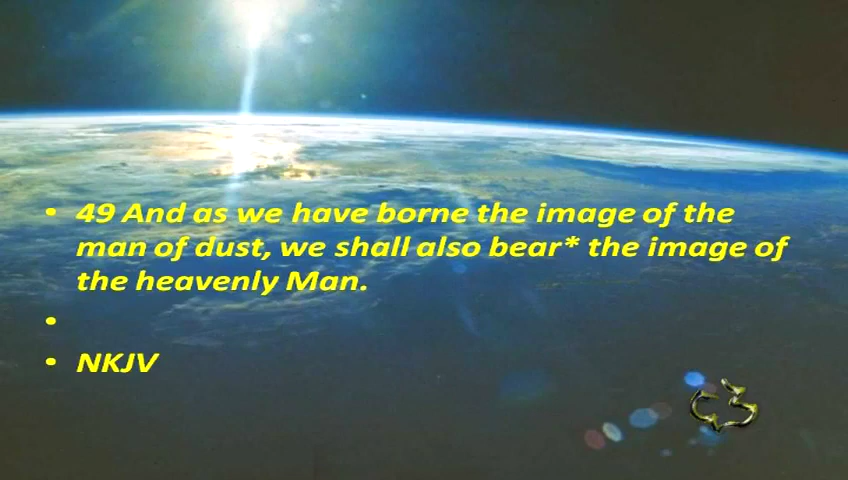 • 49 And as we have borne the image of the
man of dust, we shall also bear* the image of
the heavenly Man.
•
• NKJV
C3